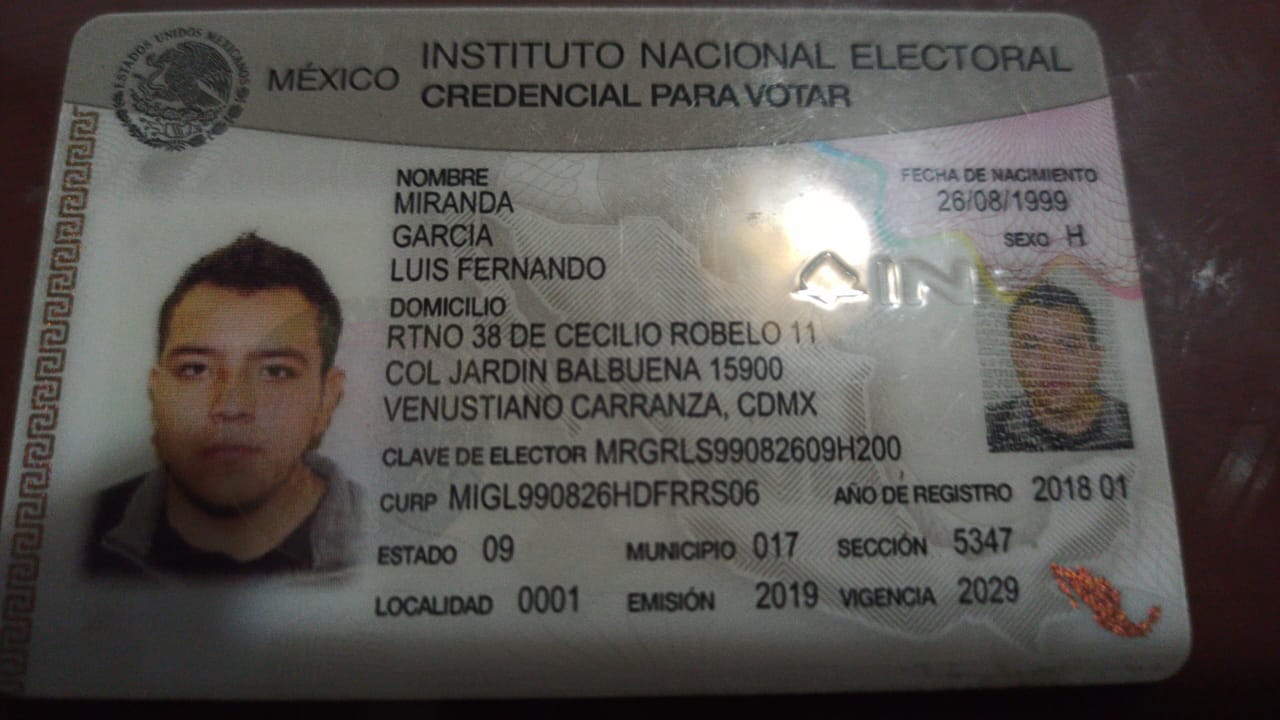 ESTADOS UNIDOS MEXICANOS
MÉXICO
INSTITUTO NACIONAL ELECTORAL
CREDENCIAL PARA VOTAR
NOMBRE
MIRANDA
GARCIA
LUIS FERNANDO
FECHA DE NACIMIENTO
26/08/1999
SEXO H
INE
DOMICILIO
RTNO 38 DE CECILIO ROBELO 11
COL JARDIN BALBUENA 15900
VENUSTIANO CARRANZA, CDMX
CLAVE DE ELECTOR MRGRLS99082609H200
CURP MIGL990826HDFRRS06 AÑO DE REGISTRO 2018 01
ESTADO 09 MUNICIPIO 017 SECCIÓN 5347
LOCALIDAD 0001 EMISIÓN 2019 VIGENCIA 2029